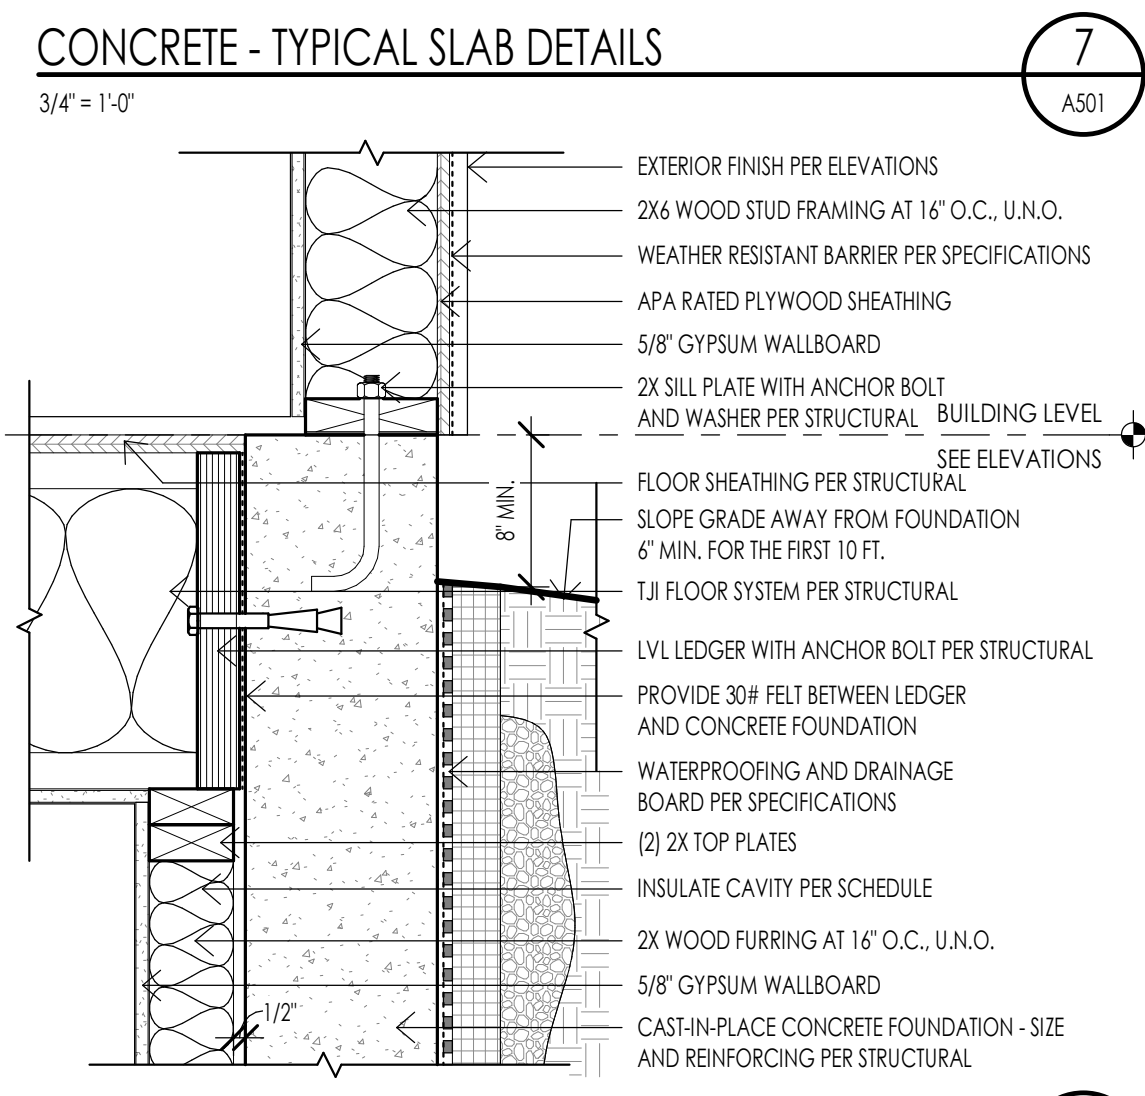 CONCRETE - TYPICAL SLAB DETAILS
7
3/4" = 1'-0"
A501
EXTERIOR FINISH PER ELEVATIONS
2X6 WOOD STUD FRAMING AT 16" O.C., U.N.O.
WEATHER RESISTANT BARRIER PER SPECIFICATIONS
APA RATED PLYWOOD SHEATHING
5/8" GYPSUM WALLBOARD
2X SILL PLATE WITH ANCHOR BOLT
AND WASHER PER STRUCTURAL
BUILDING LEVEL
SEE ELEVATIONS
FLOOR SHEATHING PER STRUCTURAL
8" MIN.
SLOPE GRADE AWAY FROM FOUNDATION
6" MIN. FOR THE FIRST 10 FT.
TJI FLOOR SYSTEM PER STRUCTURAL
LVL LEDGER WITH ANCHOR BOLT PER STRUCTURAL
PROVIDE 30# FELT BETWEEN LEDGER
AND CONCRETE FOUNDATION
WATERPROOFING AND DRAINAGE
BOARD PER SPECIFICATIONS
(2) 2X TOP PLATES
INSULATE CAVITY PER SCHEDULE
2X WOOD FURRING AT 16" O.C., U.N.O.
5/8" GYPSUM WALLBOARD
1/2"
CAST-IN-PLACE CONCRETE FOUNDATION - SIZE
AND REINFORCING PER STRUCTURAL